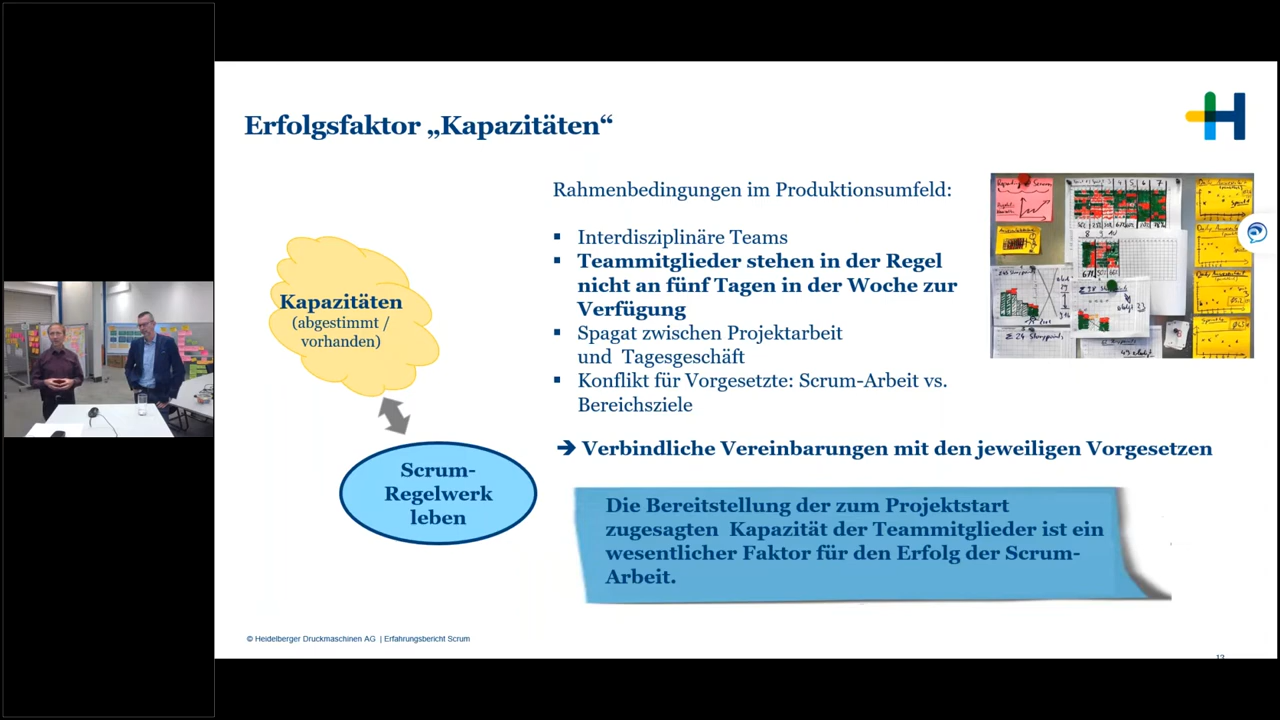 Erfolgsfaktor „Kapazitäten“
Rahmenbedingungen im Produktionsumfeld:
Interdisziplinäre Teams
Teammitglieder stehen in der Regel
nicht an fünf Tagen in der Woche zur
Verfügung
Spagat zwischen Projektarbeit
und Tagesgeschäft
Konflikt für Vorgesetzte: Scrum-Arbeit vs.
Bereichsziele
➔ Verbindliche Vereinbarungen mit den jeweiligen Vorgesetzen
Kapazitäten
(abgestimmt /
vorhanden)
Scrum-
Regelwerk
leben
Die Bereitstellung der zum Projektstart
zugesagten Kapazität der Teammitglieder ist ein
wesentlicher Faktor für den Erfolg der Scrum-
Arbeit.
© Heidelberger Druckmaschinen AG | Erfahrungsbericht Scrum